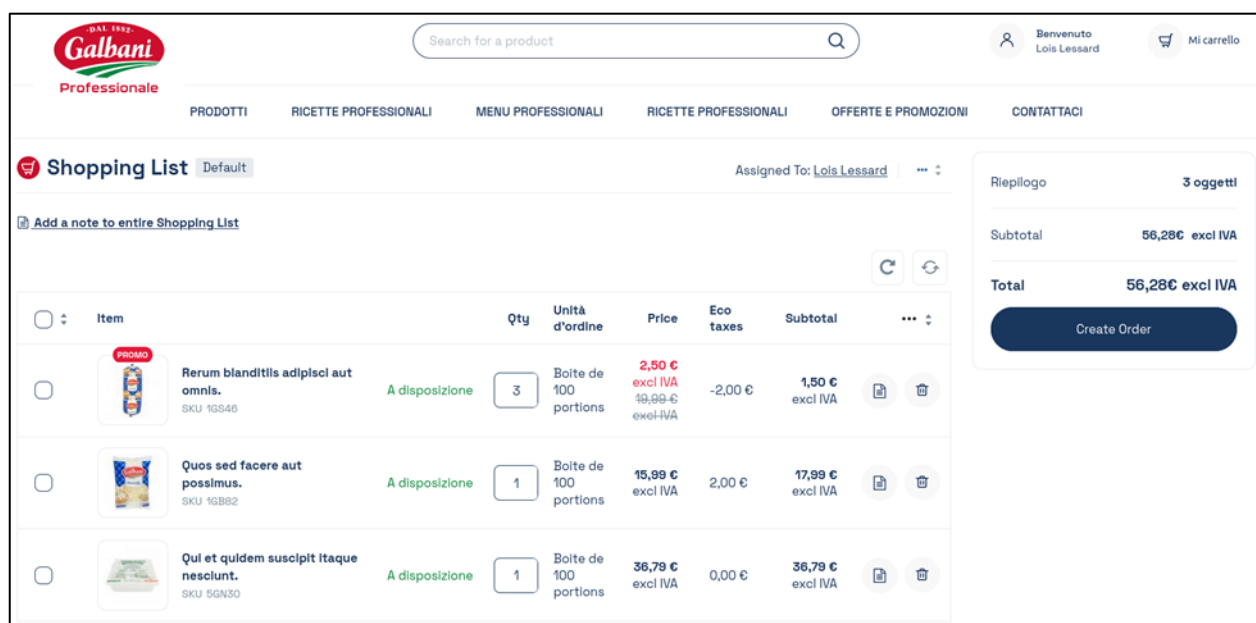 DAL 1882
Galbani
Professionale
Search for a product
Benvenuto
Lois Lessard
Mi carrello
PRODOTTI
RICETTE PROFESSIONALI
MENU PROFESSIONALI
RICETTE PROFESSIONALI
OFFERTE E PROMOZIONI
CONTATTACI
Shopping List
Default
Assigned To: Lois Lessard
Add a note to entire Shopping List
Item
Qty
Unità
d'ordine
Price
Eco
taxes
Subtotal
PROMO
Rerum blanditiis adipisci aut
omnis.
SKU 1GS46
A disposizione
3
Boite de
100
portions
2,50 €
excl IVA
19,99 €
excl IVA
-2,00 €
1,50 €
excl IVA
Quos sed facere aut
possimus.
SKU 1GB82
A disposizione
1
Boite de
100
portions
15,99 €
excl IVA
2,00 €
17,99 €
excl IVA
Qui et quidem suscipit itaque
nesciunt.
SKU 5GN30
A disposizione
1
Boite de
100
portions
36,79 €
excl IVA
0,00 €
36,79 €
excl IVA
Riepilogo
3 oggetti
Subtotal
56,28€ excl IVA
Total
56,28€ excl IVA
Create Order